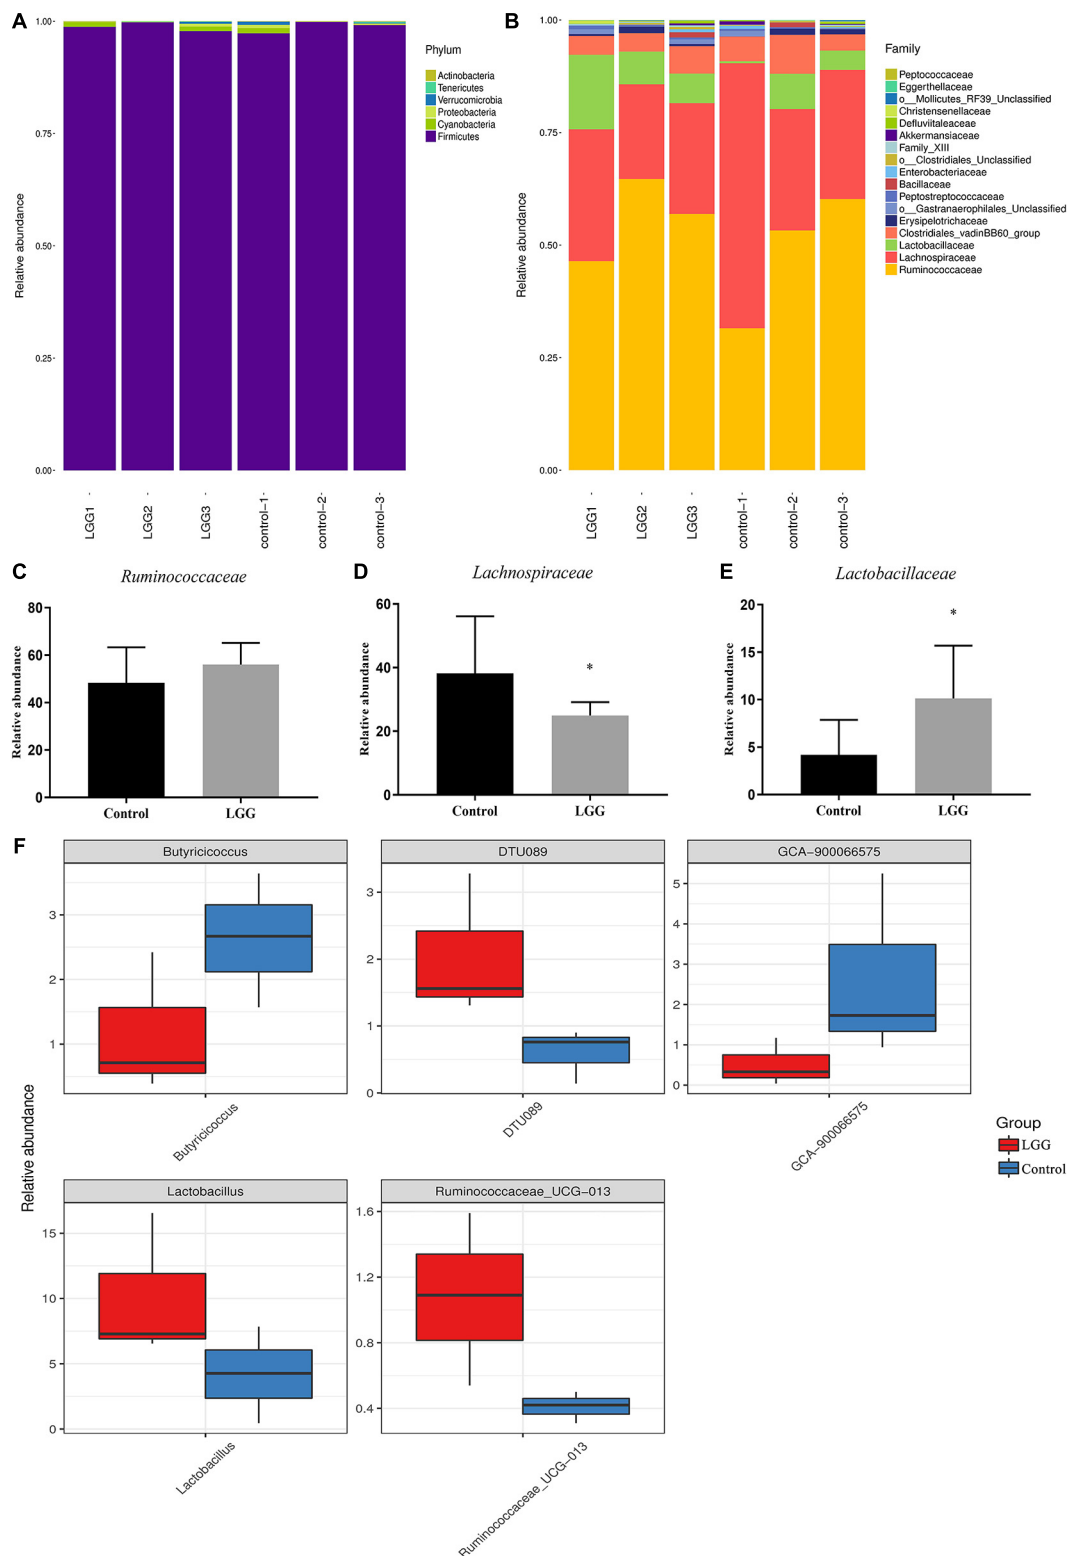 A
1.00
0.75
0.50
0.25
0.00
Relative abundance
LGG1
LGG2
LGG3
control-1
control-2
control-3
Phylum
Actinobacteria
Tenericutes
Verrucomicrobia
Proteobacteria
Cyanobacteria
Firmicutes
B
1.00
0.75
0.50
0.25
0.00
Relative abundance
LGG1
LGG2
LGG3
control-1
control-2
control-3
Family
Peptococcaceae
Eggerthellaceae
o__Mollicutes_RF39_Unclassified
Christensenellaceae
Defluviitaleaceae
Akkermansiaceae
Family_XIII
o__Clostridiales_Unclassified
Enterobacteriaceae
Bacillaceae
Peptostreptococcaceae
o__Gastranaerophilales_Unclassified
Erysipelotrichaceae
Clostridiales_vadinBB60_group
Lactobacillaceae
Lachnospiraceae
Ruminococcaceae
C
Ruminococcaceae
80
60
40
20
0
Relative abundance
Control
LGG
D
Lachnospiraceae
60
40
20
0
Relative abundance
*
Control
LGG
E
Lactobacillaceae
20
15
10
5
0
Relative abundance
*
Control
LGG
F
Relative abundance
Butyricicoccus
3
2
1
Butyricicoccus
DTU089
3
2
1
0
DTU089
GCA-900066575
5
4
3
2
1
0
GCA-900066575
Group
LGG
Control
Lactobacillus
15
10
5
0
Lactobacillus
Ruminococcaceae_UCG-013
1.6
1.2
0.8
0.4
Ruminococcaceae_UCG-013